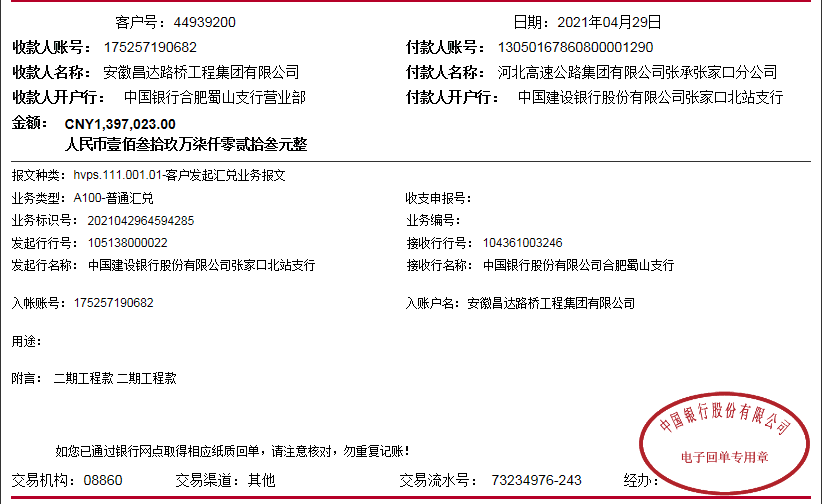 客户号：44939200 日期：2021年04月29日
收款人账号：175257190682 付款人账号：13050167860800001290
收款人名称：安徽昌达路桥工程集团有限公司 付款人名称：河北高速公路集团有限公司张承张家口分公司
收款人开户行：中国银行合肥蜀山支行营业部 付款人开户行：中国建设银行股份有限公司张家口北站支行
金额：CNY1,397,023.00
人民币壹佰叁拾玖万柒仟零贰拾叁元整
报文种类：hvps.111.001.01-客户发起汇兑业务报文
业务类型：A100-普通汇兑 收支申报号：
业务标识号：2021042964594285 业务编号：
发起行行号：105138000022 接收行行号：104361003246
发起行名称：中国建设银行股份有限公司张家口北站支行 接收行名称：中国银行股份有限公司合肥蜀山支行
入帐账号：175257190682 入账户名：安徽昌达路桥工程集团有限公司
用途：
附言：二期工程款 二期工程款
中国银行股份有限公司
电子回单专用章
如您已通过银行网点取得相应纸质回单，请注意核对，勿重复记账！
交易机构：08860 交易渠道：其他 交易流水号：73234976-243 经办：